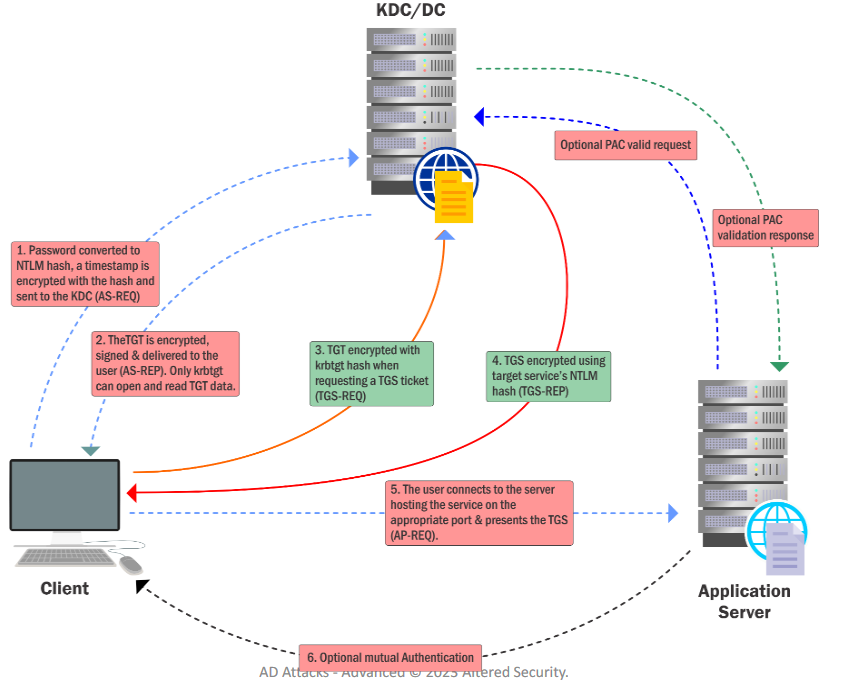 KDC/DC
Optional PAC valid request
Optional PAC
validation response
1. Password converted to
NTLM hash, a timestamp is
encrypted with the hash and
sent to the KDC (AS-REQ)
2. TheTGT is encrypted,
signed & delivered to the
user (AS-REP). Only krbtgt
can open and read TGT data.
3. TGT encrypted with
krbtgt hash when
requesting a TGS ticket
(TGS-REQ)
4. TGS encrypted using
target service's NTLM
hash (TGS-REP)
5. The user connects to the server
hosting the service on the
appropriate port & presents the TGS
(AP-REQ).
Client
Application
Server
6. Optional mutual Authentication
AD Attacks - Advanced © 2023 Altered Security.